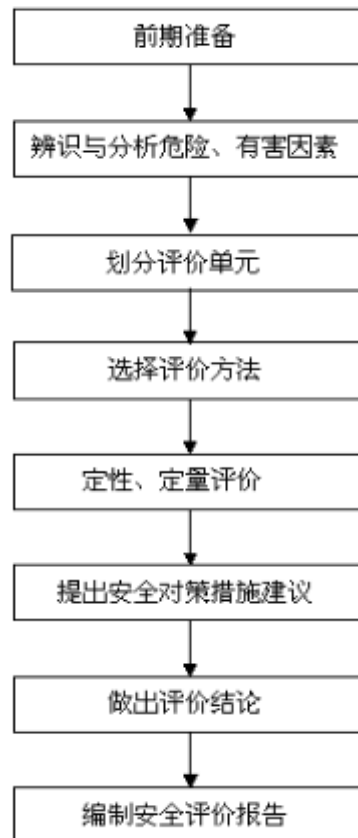 前期准备
辨识与分析危险、有害因素
划分评价单元
选择评价方法
定性、定量评价
提出安全对策措施建议
做出评价结论
编制安全评价报告